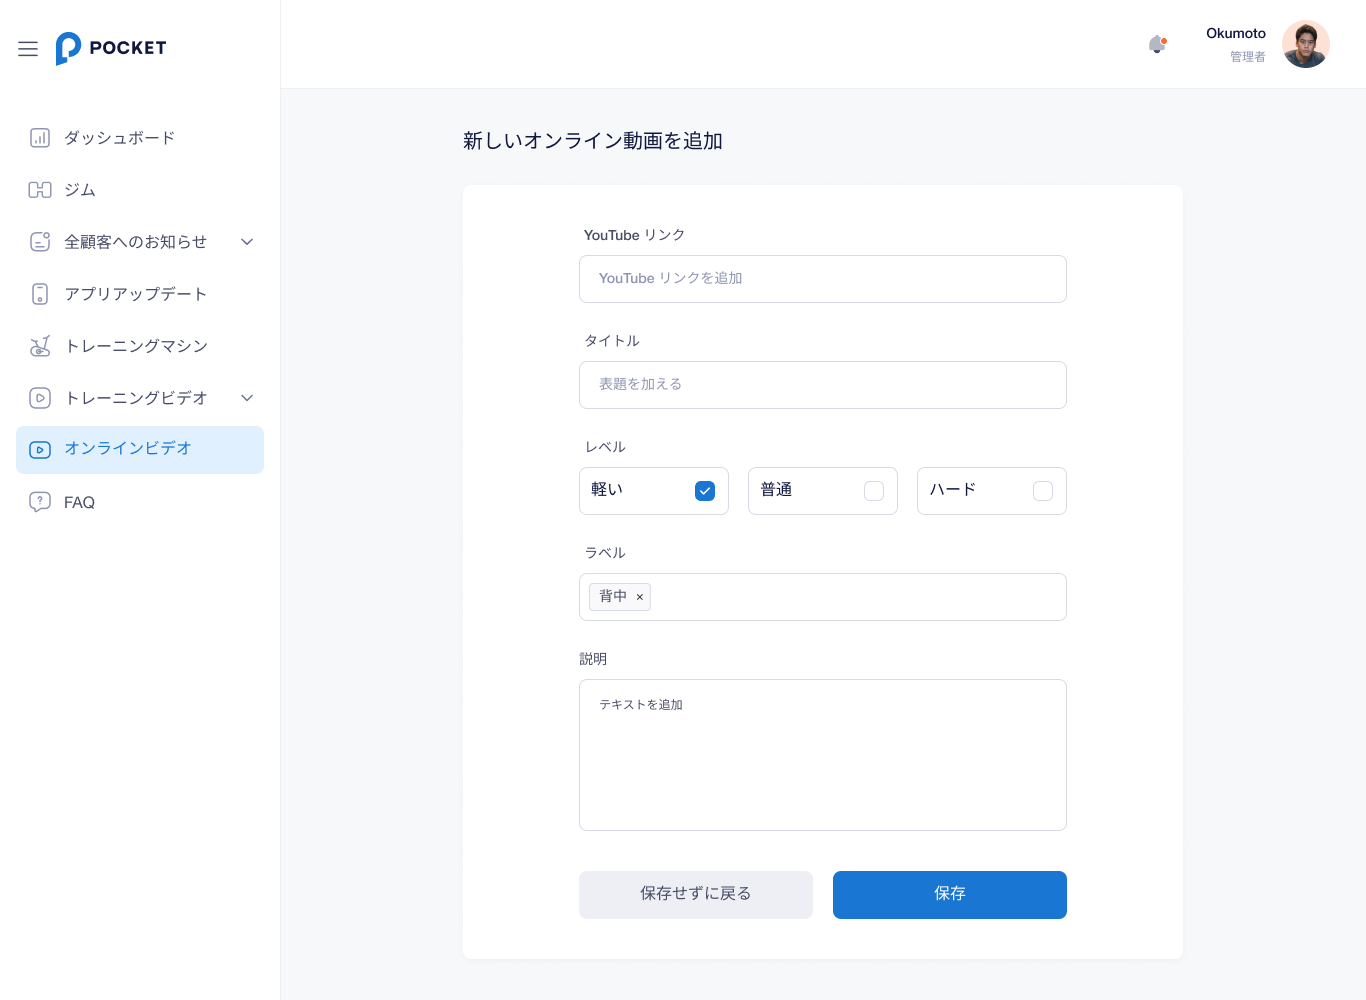 POCKET
Okumoto
管理者
ダッシュボード
ジム
全顧客へのお知らせ
アプリアップデート
トレーニングマシン
トレーニングビデオ
オンラインビデオ
FAQ
新しいオンライン動画を追加
YouTube リンク
YouTube リンクを追加
タイトル
表題を加える
レベル
軽い
普通
ハード
ラベル
背中 ×
説明
テキストを追加
保存せずに戻る
保存